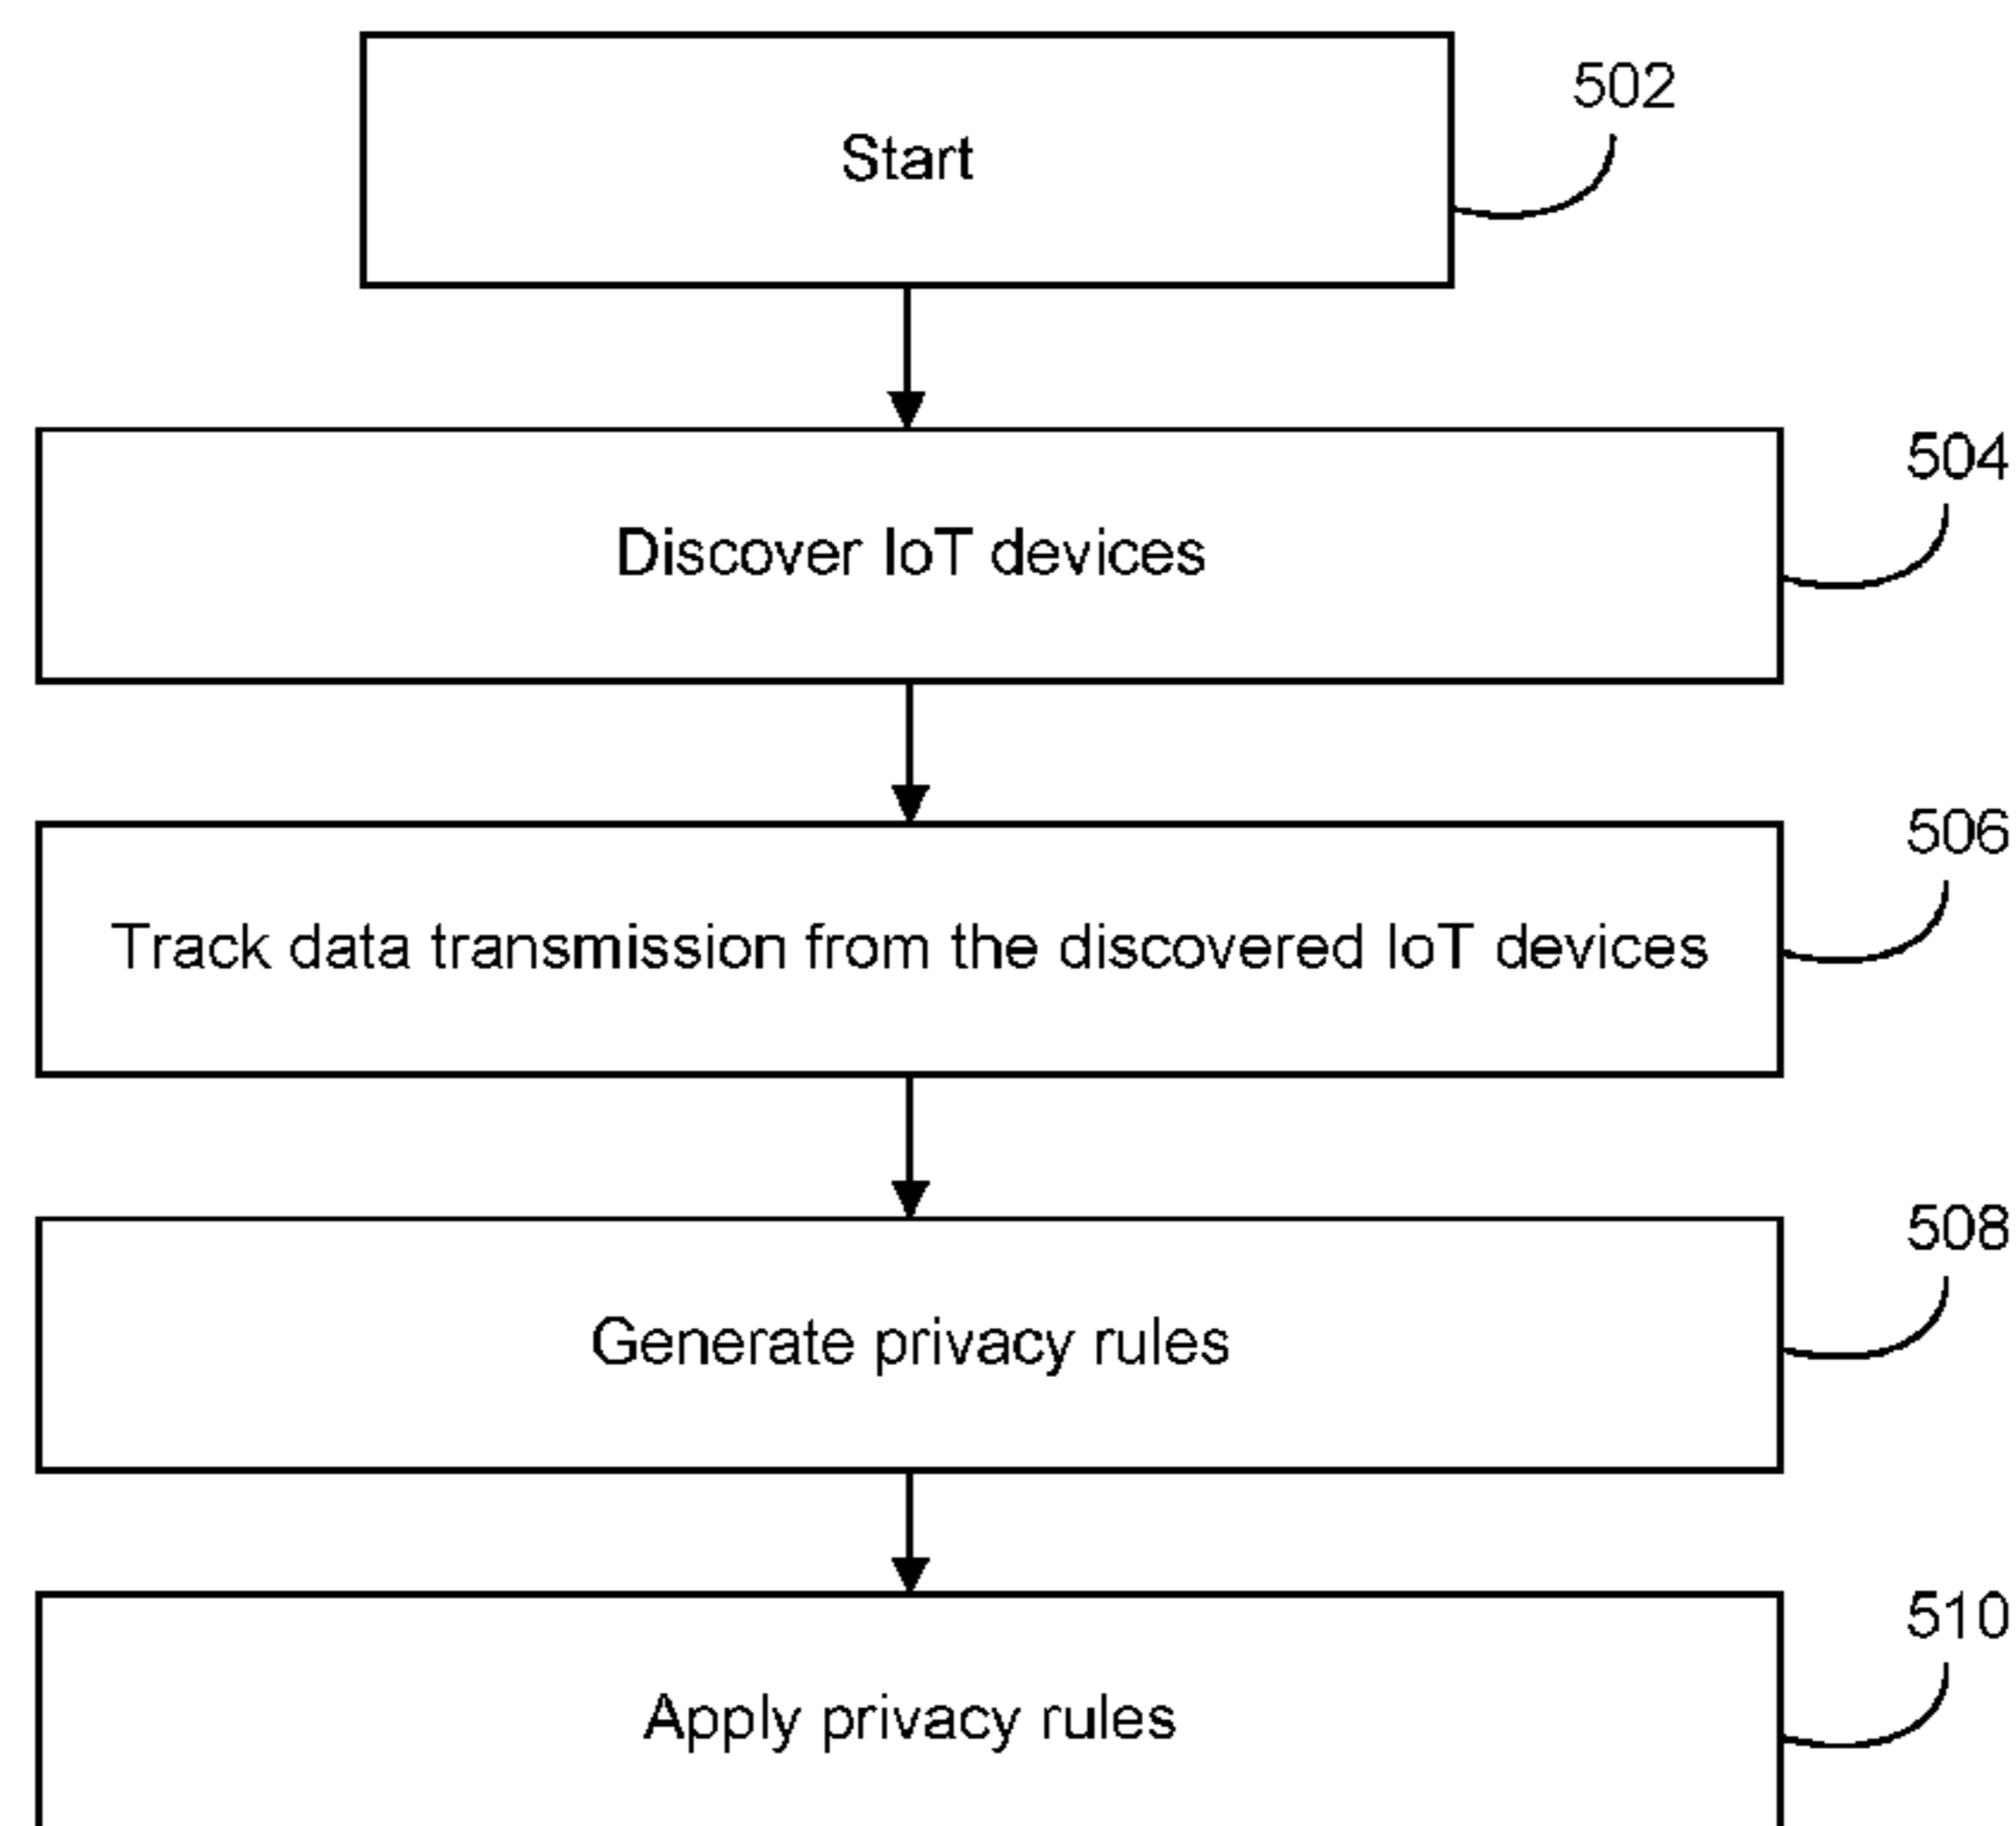 Start
502
Discover IoT devices
504
Track data transmission from the discovered IoT devices
506
Generate privacy rules
508
Apply privacy rules
510